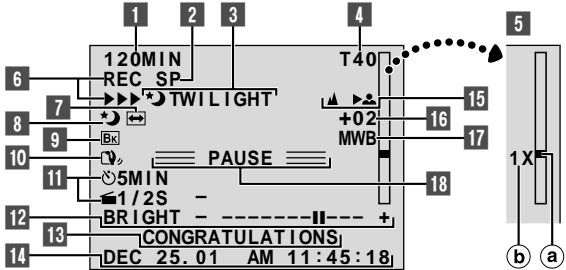 1 2 3 4 5
120MIN T40
6 REC SP
TWILIGHT
7 15
8 +02 16
9 BK MWB 17
10 PAUSE 1X
11 5MIN 18
1/2S –
12 BRIGHT – -------- --- +
13 CONGRATULATIONS b a
14 DEC 25.01 AM 11:45:18